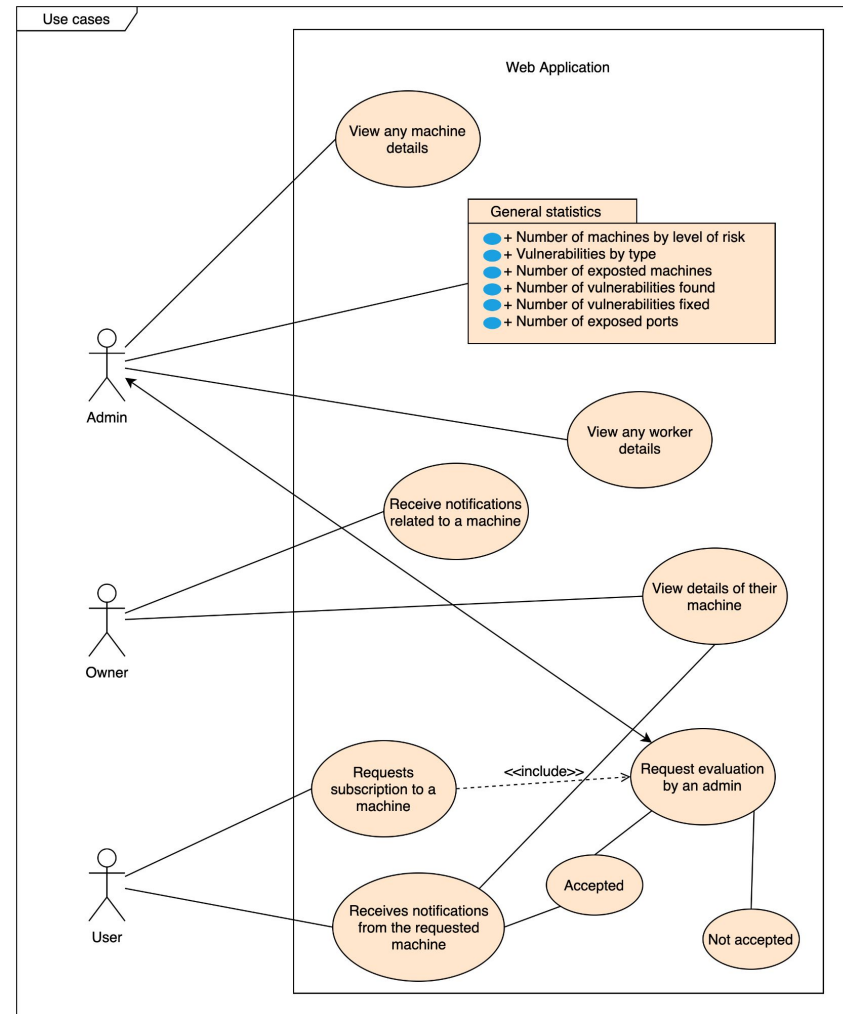 Use cases
Web Application
View any machine
details
General statistics
+ Number of machines by level of risk
+ Vulnerabilities by type
+ Number of exposted machines
+ Number of vulnerabilities found
+ Number of vulnerabilities fixed
+ Number of exposed ports
Admin
View any worker
details
Receive notifications
related to a machine
View details of their
machine
Owner
Requests
subscription to a
machine
<<include>>
Request evaluation
by an admin
Accepted
User
Receives notifications
from the requested
machine
Not accepted